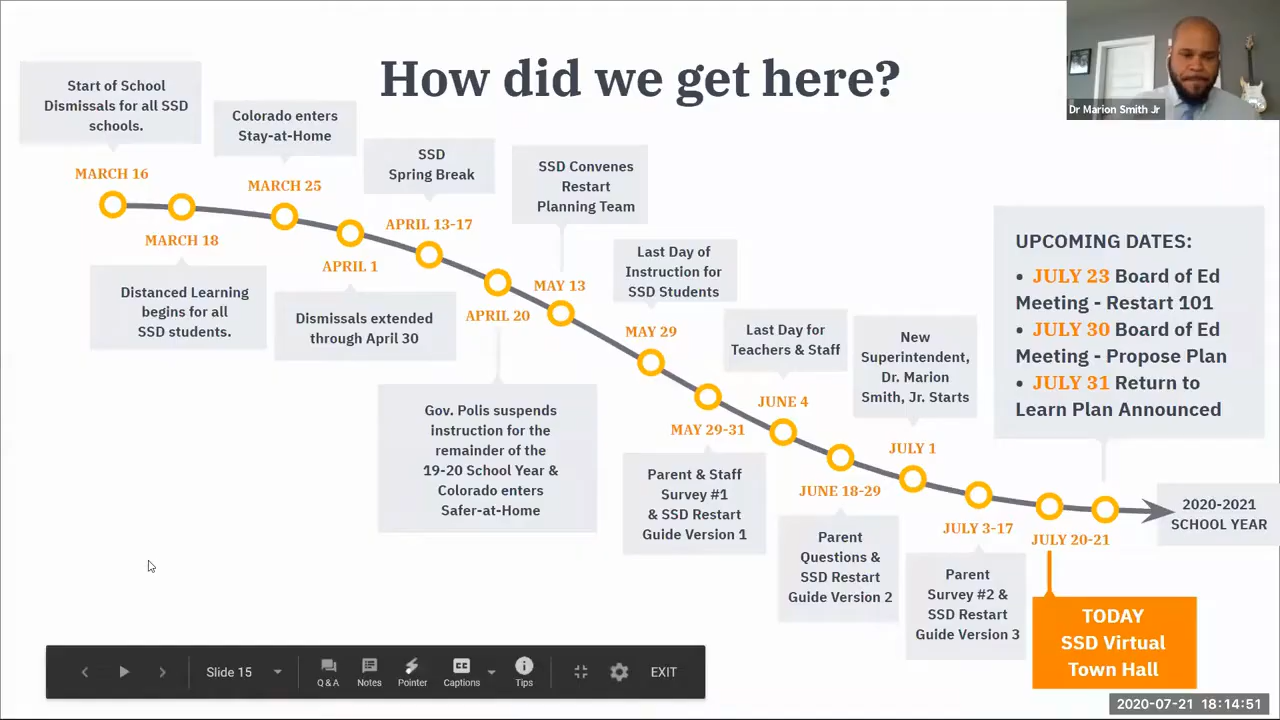 How did we get here?
Dr Marion Smith Jr
Start of School
Dismissals for all SSD
schools.
MARCH 16
MARCH 18
Distanced Learning
begins for all
SSD students.
Colorado enters
Stay-at-Home
MARCH 25
APRIL 1
Dismissals extended
through April 30
SSD
Spring Break
APRIL 13-17
APRIL 20
Gov. Polis suspends
instruction for the
remainder of the
19-20 School Year &
Colorado enters
Safer-at-Home
SSD Convenes
Restart
Planning Team
MAY 13
Last Day of
Instruction for
SSD Students
MAY 29
MAY 29-31
Parent & Staff
Survey #1
& SSD Restart
Guide Version 1
Last Day for
Teachers & Staff
JUNE 4
JUNE 18-29
Parent
Questions &
SSD Restart
Guide Version 2
New
Superintendent,
Dr. Marion
Smith, Jr. Starts
JULY 1
JULY 3-17
Parent
Survey #2 &
SSD Restart
Guide Version 3
JULY 20-21
TODAY
SSD Virtual
Town Hall
UPCOMING DATES:
• JULY 23 Board of Ed
Meeting - Restart 101
• JULY 30 Board of Ed
Meeting - Propose Plan
• JULY 31 Return to
Learn Plan Announced
2020-2021
SCHOOL YEAR
Slide 15
Q & A
Notes
Pointer
Captions
Tips
EXIT
2020-07-21 18:14:51